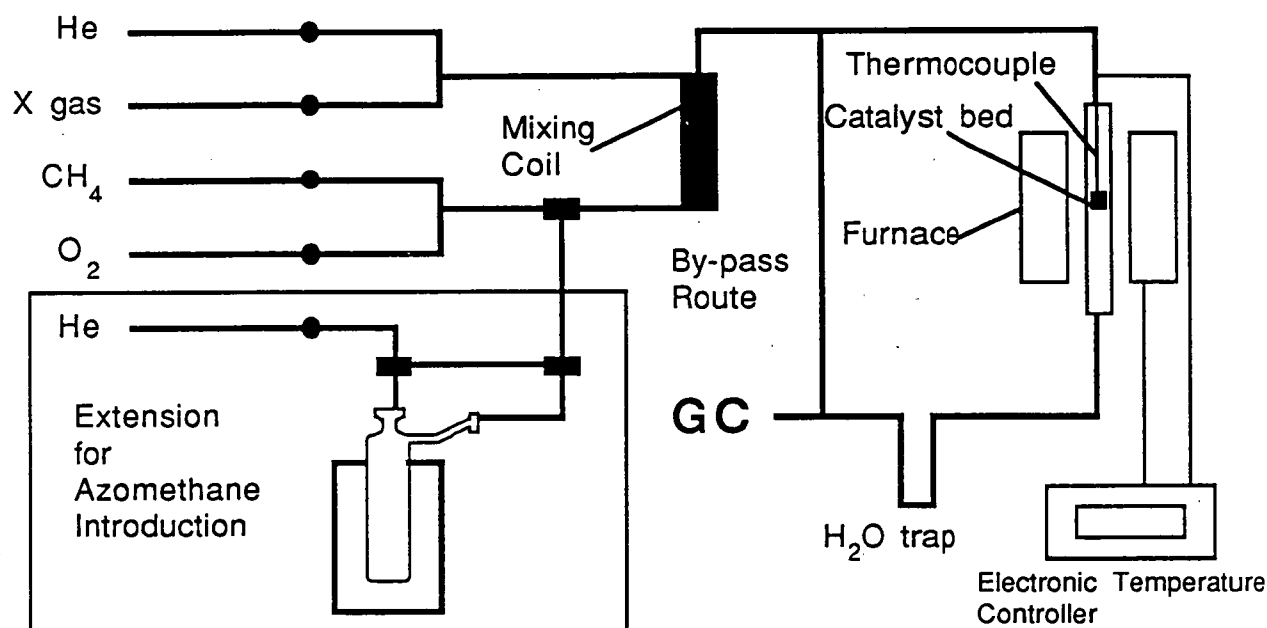 He
X gas
CH₄
O₂
Mixing
Coil
Thermocouple
Catalyst bed
Furnace
By-pass
Route
He
Extension
for
Azomethane
Introduction
GC
H₂O trap
Electronic Temperature
Controller